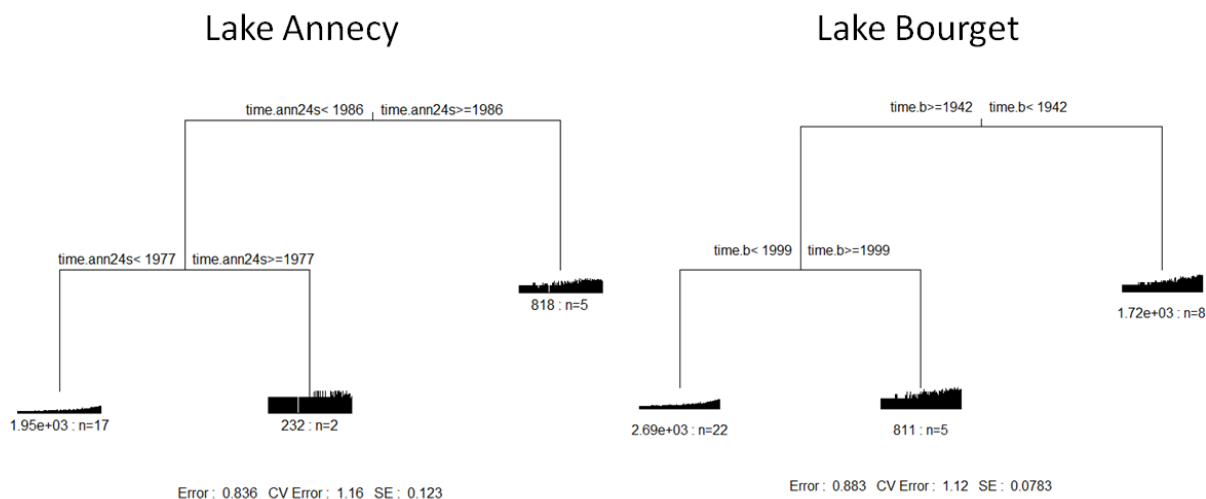 Lake Annecy
time.ann24s< 1986 time.ann24s>=1986
time.ann24s< 1977 time.ann24s>=1977
818 : n=5
1.95e+03 : n=17
232 : n=2
Error : 0.836 CV Error : 1.16 SE : 0.123
Lake Bourget
time.b>=1942 time.b< 1942
time.b< 1999 time.b>=1999
1.72e+03 : n=8
2.69e+03 : n=22
811 : n=5
Error : 0.883 CV Error : 1.12 SE : 0.0783